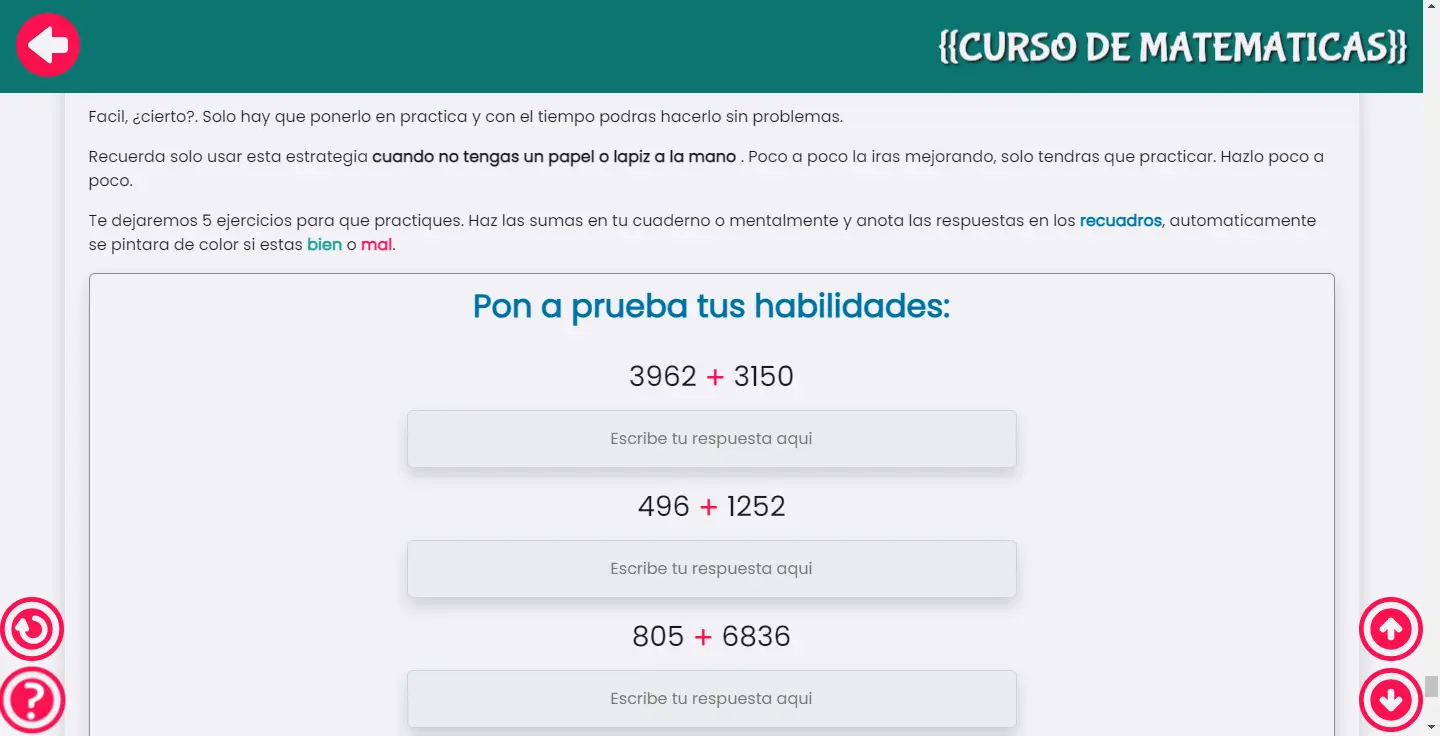 {{CURSO DE MATEMATICAS}}
Facil, ¿cierto?. Solo hay que ponerlo en practica y con el tiempo podras hacerlo sin problemas.
Recuerda solo usar esta estrategia cuando no tengas un papel o lapiz a la mano . Poco a poco la iras mejorando, solo tendras que practicar. Hazlo poco a
poco.
Te dejaremos 5 ejercicios para que practiques. Haz las sumas en tu cuaderno o mentalmente y anota las respuestas en los recuadros, automaticamente
se pintara de color si estas bien o mal.
Pon a prueba tus habilidades:
3962 + 3150
Escribe tu respuesta aqui
496 + 1252
Escribe tu respuesta aqui
805 + 6836
Escribe tu respuesta aqui
?